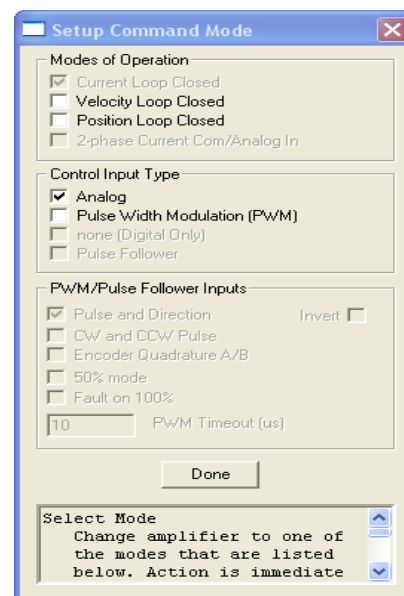 Setup Command Mode
Modes of Operation
Current Loop Closed
Velocity Loop Closed
Position Loop Closed
2-phase Current Com/Analog In
Control Input Type
Analog
Pulse Width Modulation (PWM)
none (Digital Only)
Pulse Follower
PWM/Pulse Follower Inputs
Pulse and Direction Invert
CW and CCW Pulse
Encoder Quadrature A/B
50% mode
Fault on 100%
10 PWM Timeout (us)
Done
Select Mode
Change amplifier to one of
the modes that are listed
below. Action is immediate